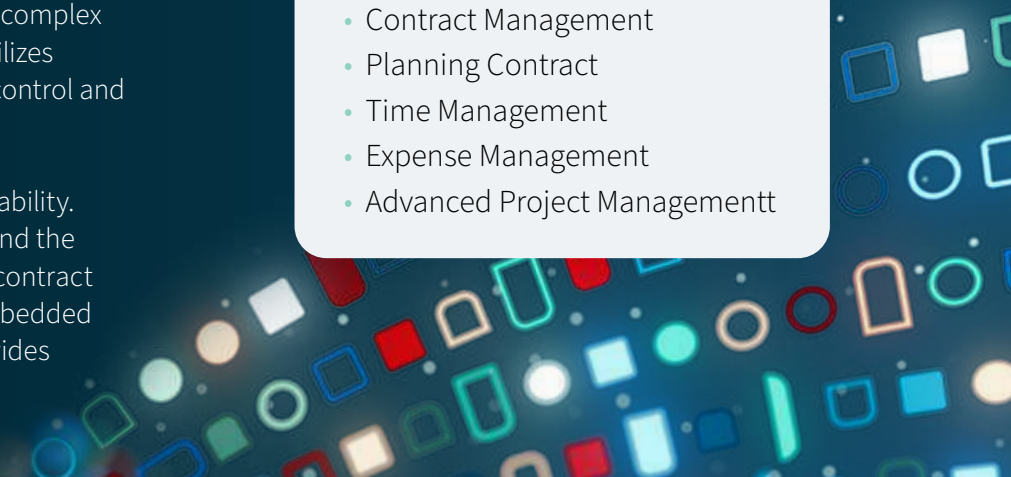 complex
ilizes
control and
ability.
nd the
contract
bedded
ides
Contract Management
Planning Contract
Time Management
Expense Management
Advanced Project Managementt